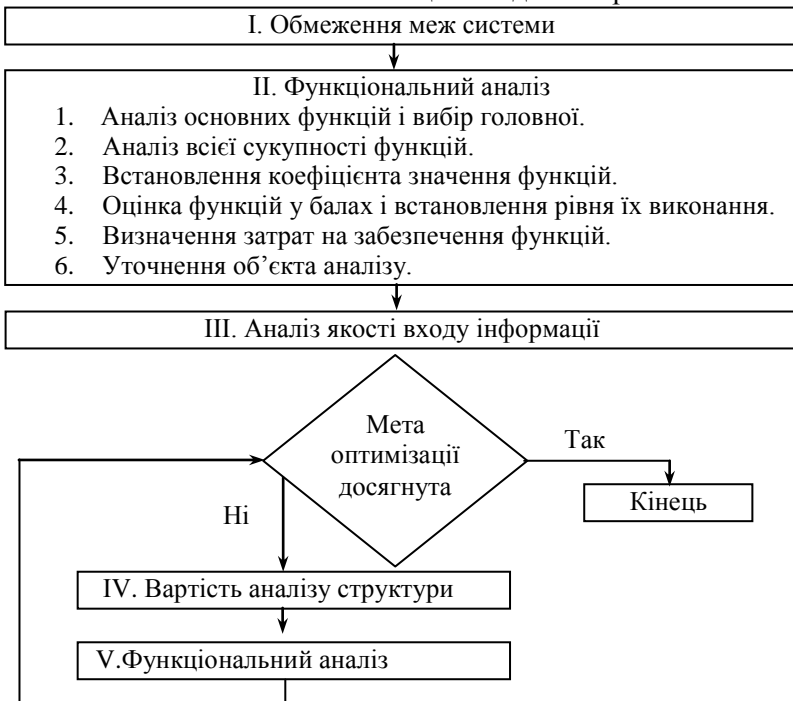 I. Обмеження меж системи
II. Функціональний аналіз
1. Аналіз основних функцій і вибір головної.
2. Аналіз всієї сукупності функцій.
3. Встановлення коефіцієнта значення функцій.
4. Оцінка функцій у балах і встановлення рівня їх виконання.
5. Визначення затрат на забезпечення функцій.
6. Уточнення об’єкта аналізу.
III. Аналіз якості входу інформації
Мета
оптимізації
досягнута
Так
Кінець
Ні
IV. Вартість аналізу структури
V.Функціональний аналіз